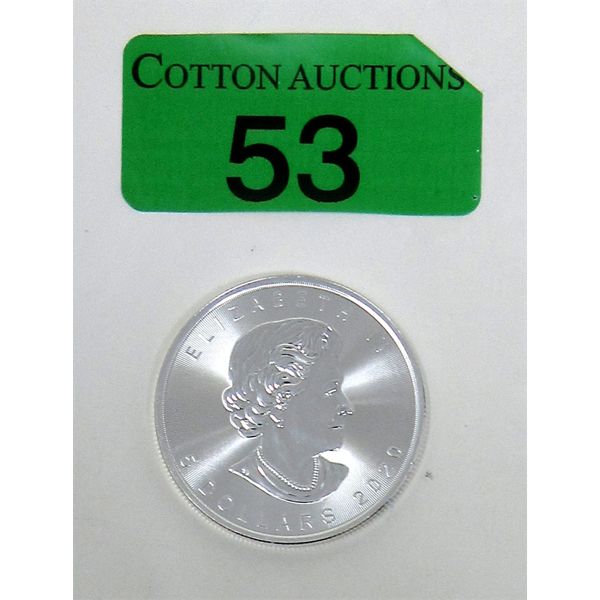 COTTON AUCTIONS
53
ELIZABETH II
5 DOLLARS 2020